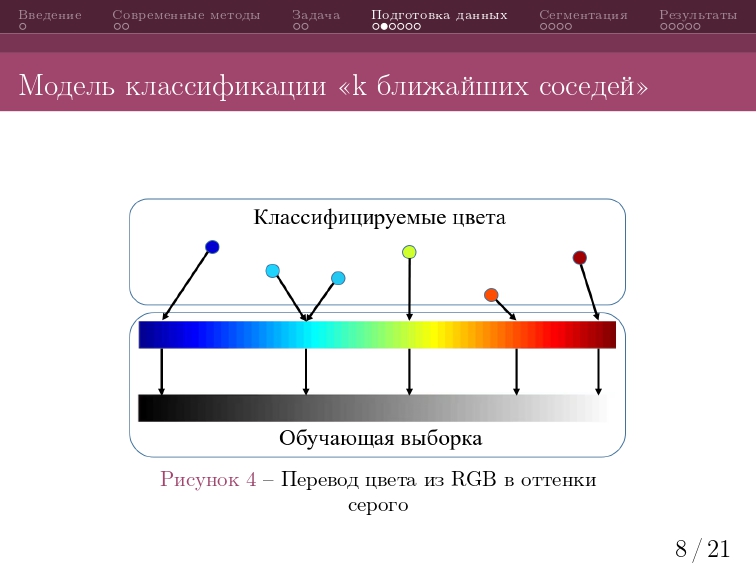 Введение Современные методы Задача Подготовка данных Сегментация Результаты
Модель классификации «k ближайших соседей»
Классифицируемые цвета
Обучающая выборка
Рисунок 4 – Перевод цвета из RGB в оттенки
серого
8 / 21